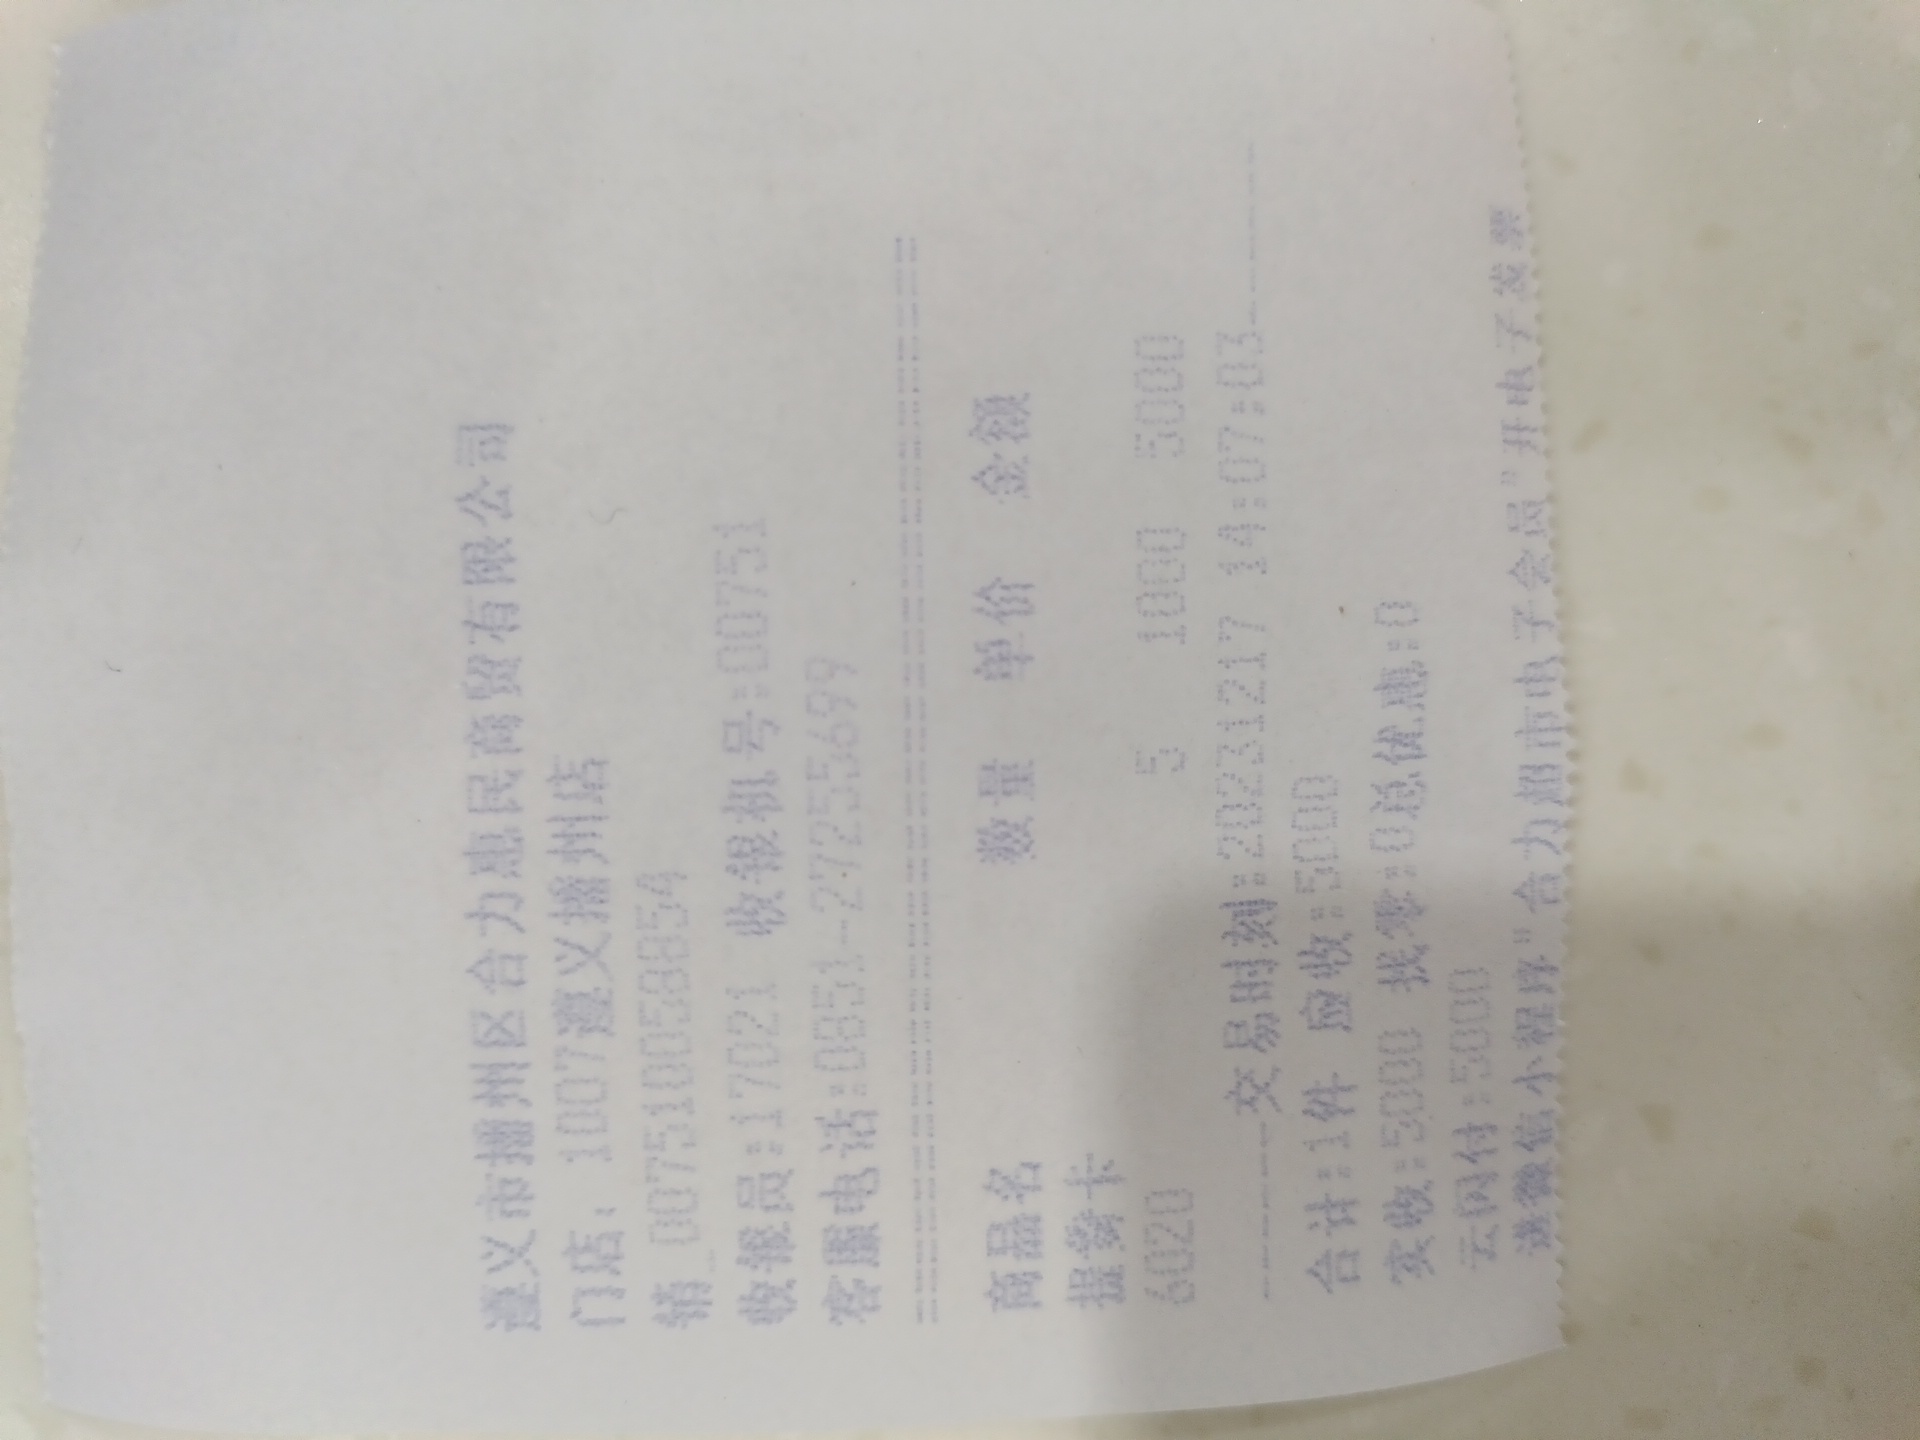 遵义市播州区合力惠民商贸有限公司
门店: 1007遵义播州店
销_0075110058854
收银员:17021 收银机号:00751
客服电话:0851-27255699
================================
商品名 数量 单价 金额
提货卡
6020 5 1000 5000
--------交易时刻:20231217 14:07:03--------
合计:1件 应收:5000
实收:5000 找零:0总优惠:0
云网付:5000
请微信小程序"合力超市电子会员"开电子发票